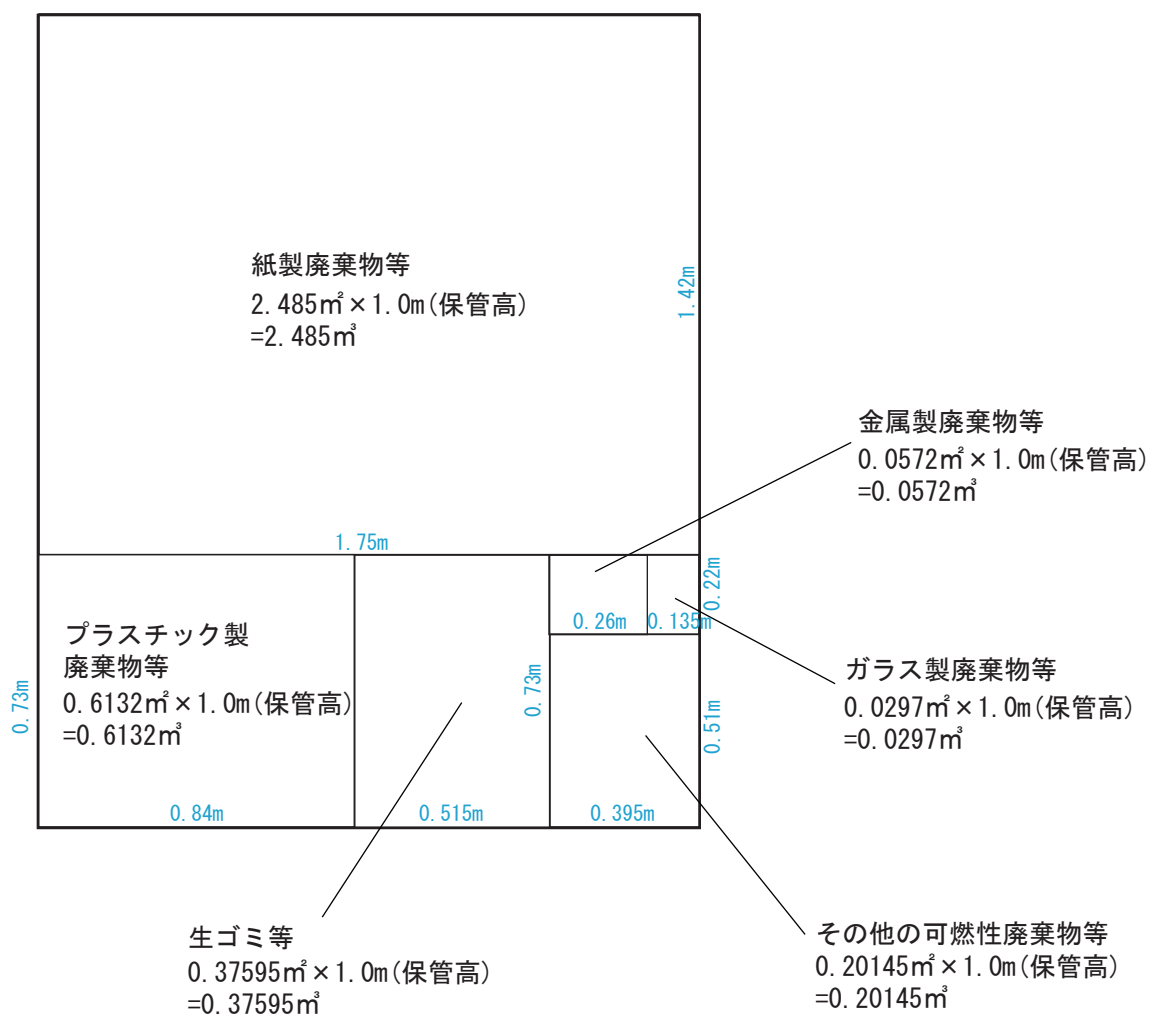 紙製廃棄物等
2.485㎡×1.0m(保管高)
=2.485㎥
1.42m
金属製廃棄物等
0.0572㎡×1.0m(保管高)
=0.0572㎥
1.75m
0.22m
0.26m
0.135m
プラスチック製
廃棄物等
0.6132㎡×1.0m(保管高)
=0.6132㎥
0.73m
0.73m
ガラス製廃棄物等
0.0297㎡×1.0m(保管高)
=0.0297㎥
0.51m
0.84m
0.515m
0.395m
生ゴミ等
0.37595㎡×1.0m(保管高)
=0.37595㎥
その他の可燃性廃棄物等
0.20145㎡×1.0m(保管高)
=0.20145㎥